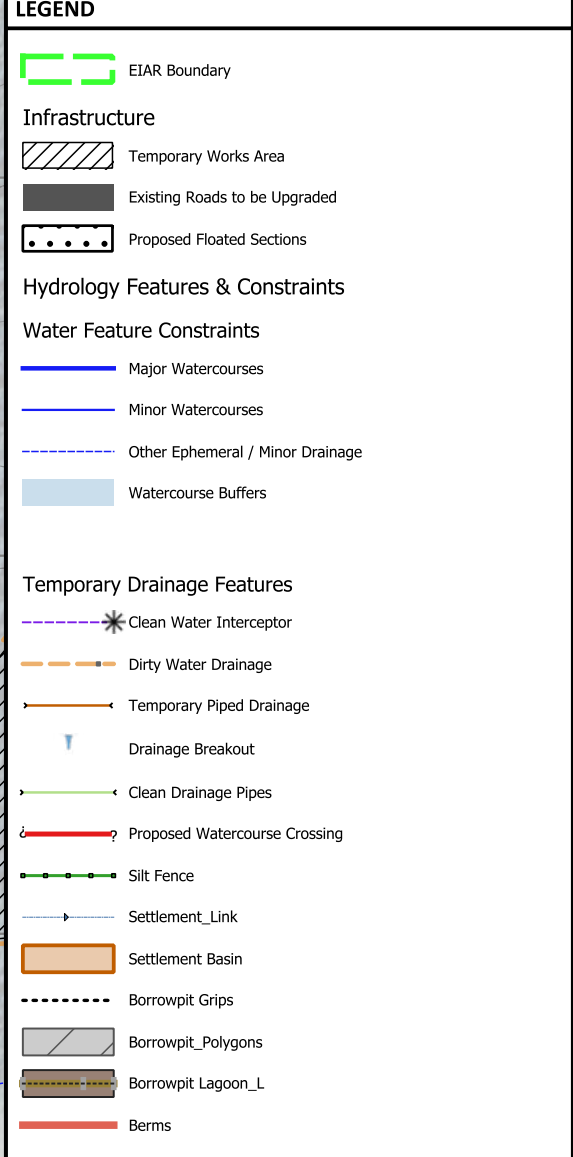 LEGEND
EIAR Boundary
Infrastructure
Temporary Works Area
Existing Roads to be Upgraded
Proposed Floated Sections
Hydrology Features & Constraints
Water Feature Constraints
Major Watercourses
Minor Watercourses
Other Ephemeral / Minor Drainage
Watercourse Buffers
Temporary Drainage Features
Clean Water Interceptor
Dirty Water Drainage
Temporary Piped Drainage
Drainage Breakout
Clean Drainage Pipes
¿ ? Proposed Watercourse Crossing
Silt Fence
Settlement_Link
Settlement Basin
Borrowpit Grips
Borrowpit_Polygons
Borrowpit Lagoon_L
Berms